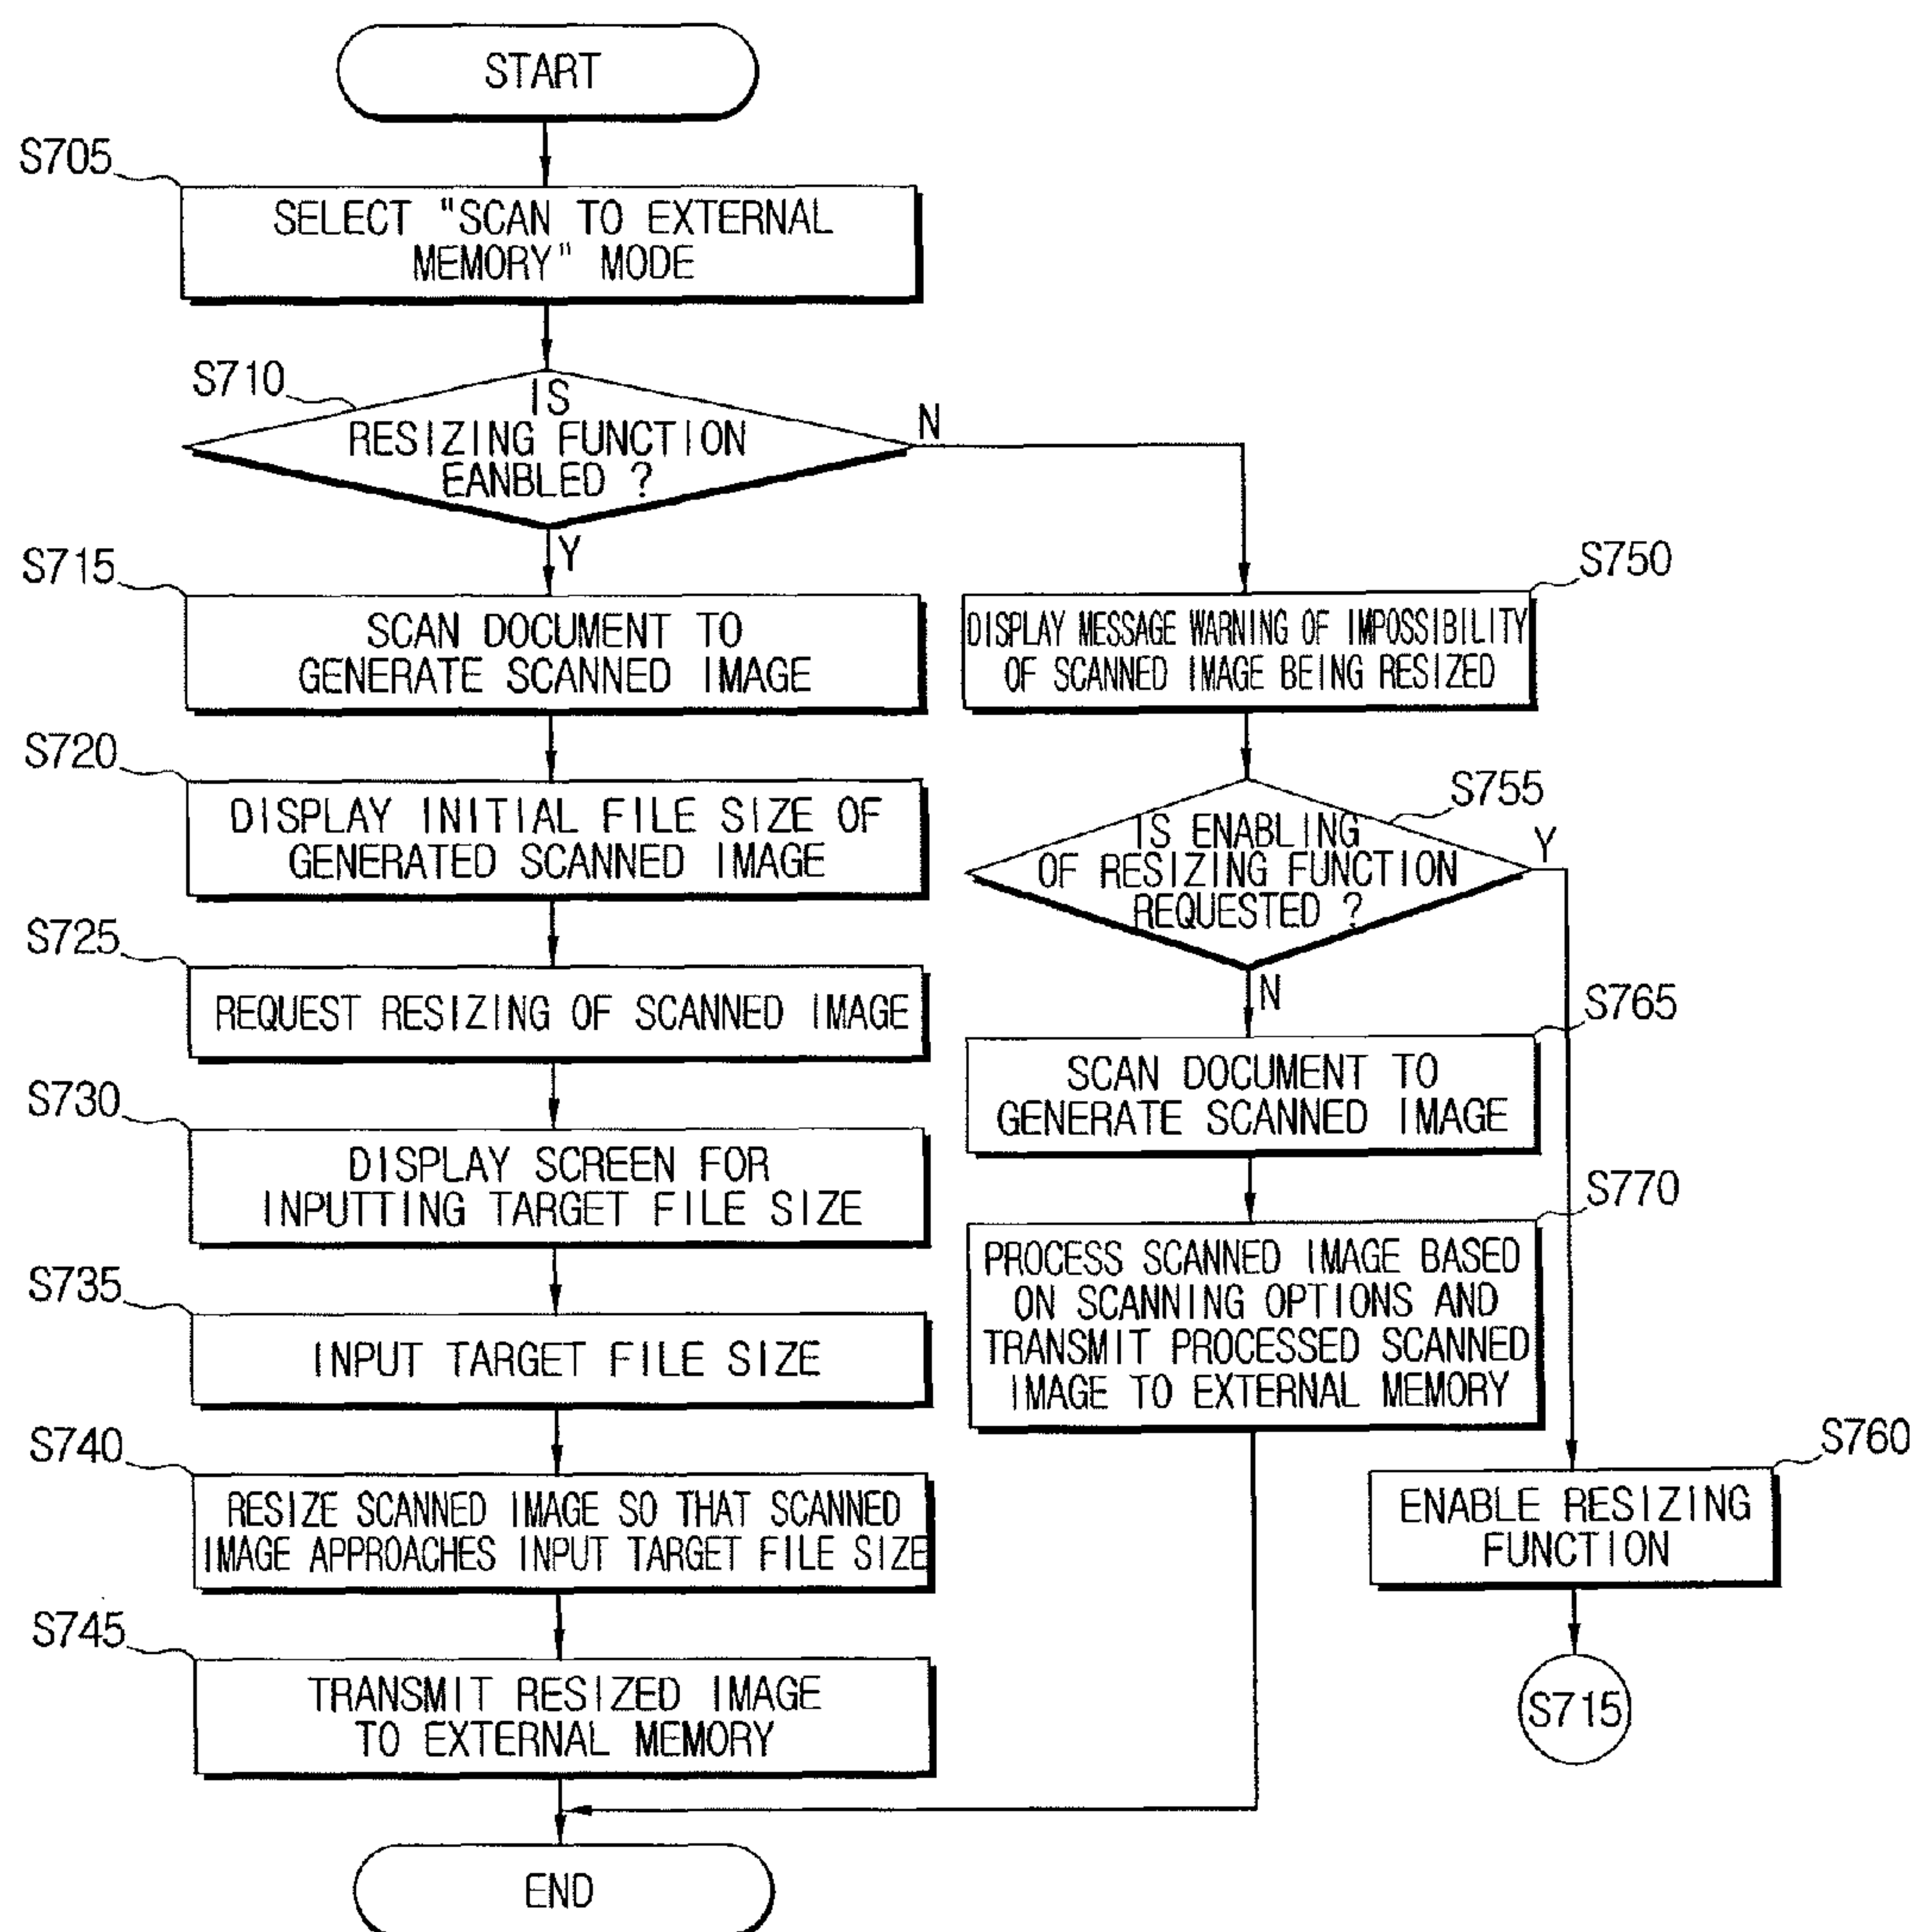 START
S705
SELECT "SCAN TO EXTERNAL
MEMORY" MODE
S710
IS
RESIZING FUNCTION
EANBLED ?
N
Y
S715
SCAN DOCUMENT TO
GENERATE SCANNED IMAGE
S720
DISPLAY INITIAL FILE SIZE OF
GENERATED SCANNED IMAGE
S725
REQUEST RESIZING OF SCANNED IMAGE
S730
DISPLAY SCREEN FOR
INPUTTING TARGET FILE SIZE
S735
INPUT TARGET FILE SIZE
S740
RESIZE SCANNED IMAGE SO THAT SCANNED
IMAGE APPROACHES INPUT TARGET FILE SIZE
S745
TRANSMIT RESIZED IMAGE
TO EXTERNAL MEMORY
END
S750
DISPLAY MESSAGE WARNING OF IMPOSSIBILITY
OF SCANNED IMAGE BEING RESIZED
S755
IS ENABLING
OF RESIZING FUNCTION
REQUESTED ?
Y
N
S765
SCAN DOCUMENT TO
GENERATE SCANNED IMAGE
S770
PROCESS SCANNED IMAGE BASED
ON SCANNING OPTIONS AND
TRANSMIT PROCESSED SCANNED
IMAGE TO EXTERNAL MEMORY
S760
ENABLE RESIZING
FUNCTION
S715